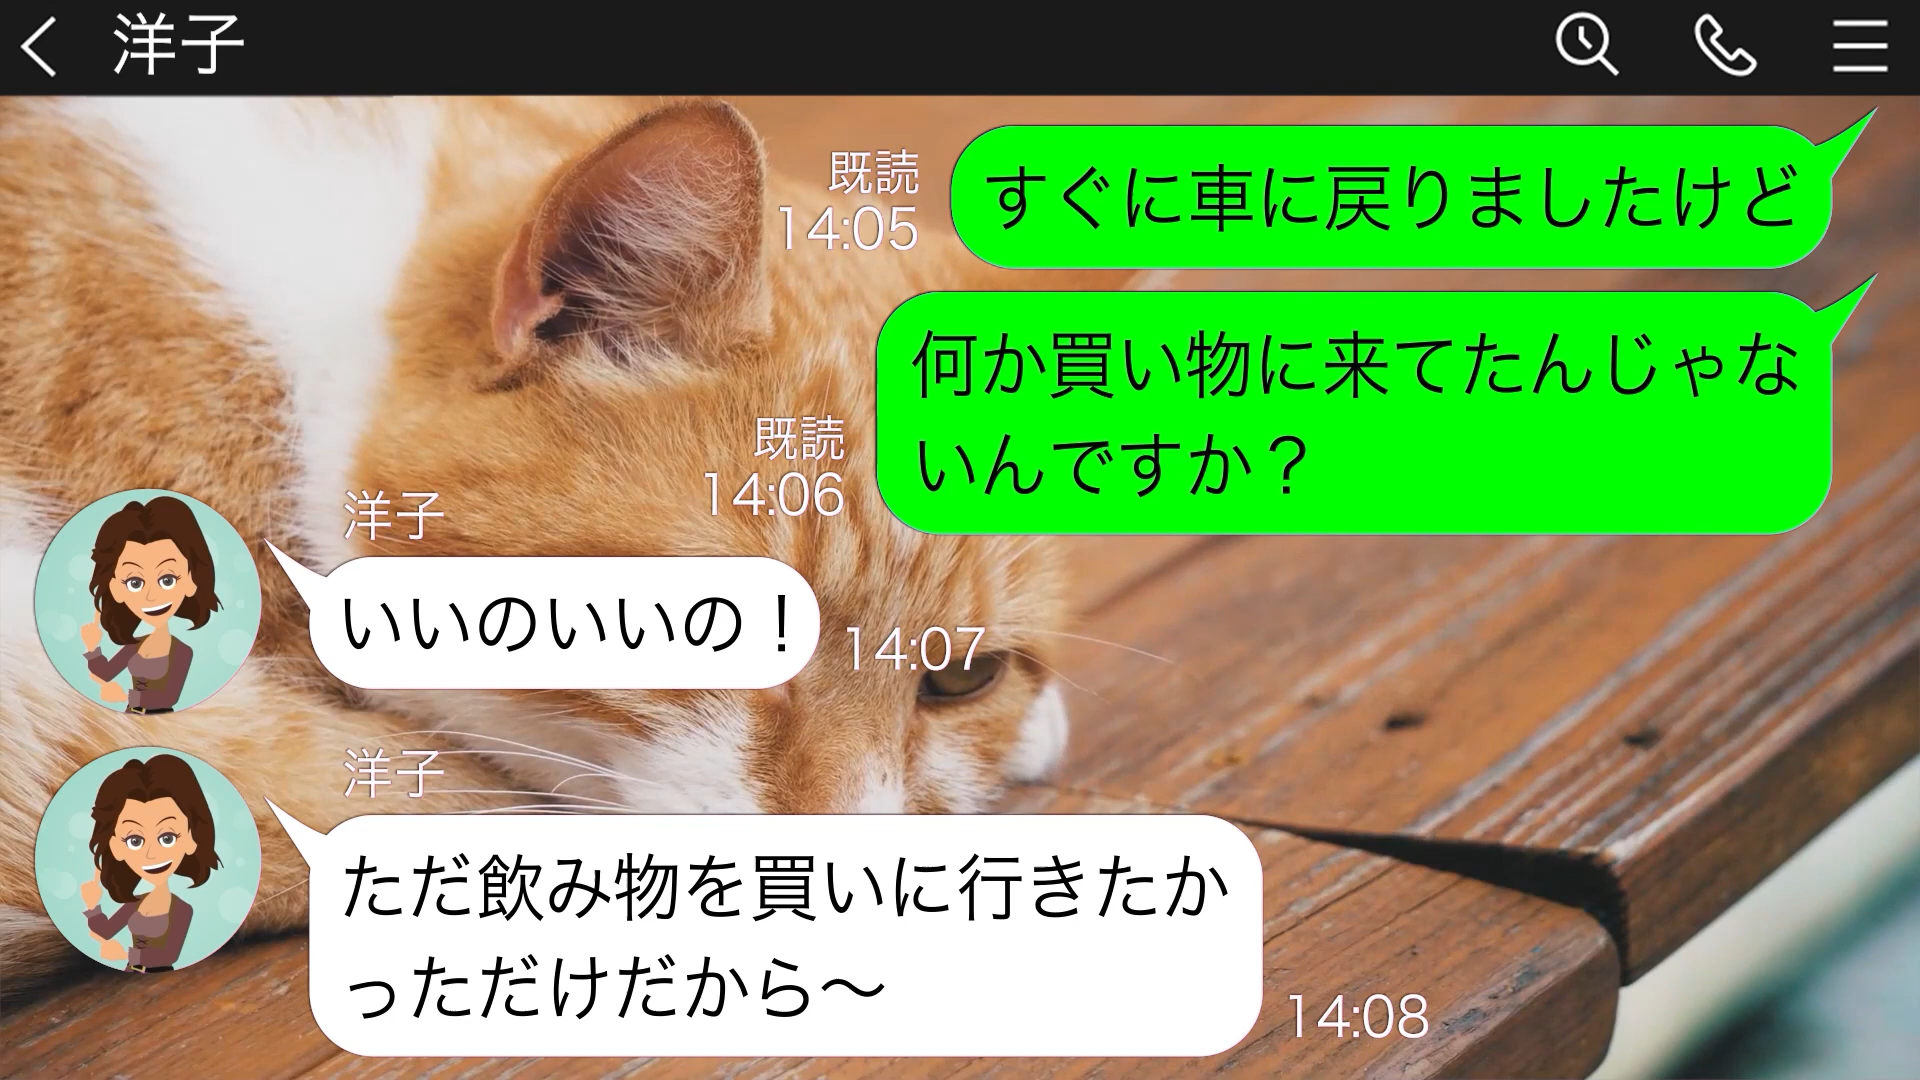 洋子
すぐに車に戻りましたけど
既読
14:05
何か買い物に来てたんじゃな
いんですか？
既読
14:06
洋子
いいのいいの！
14:07
洋子
ただ飲み物を買いに行きたか
っただけだから～
14:08